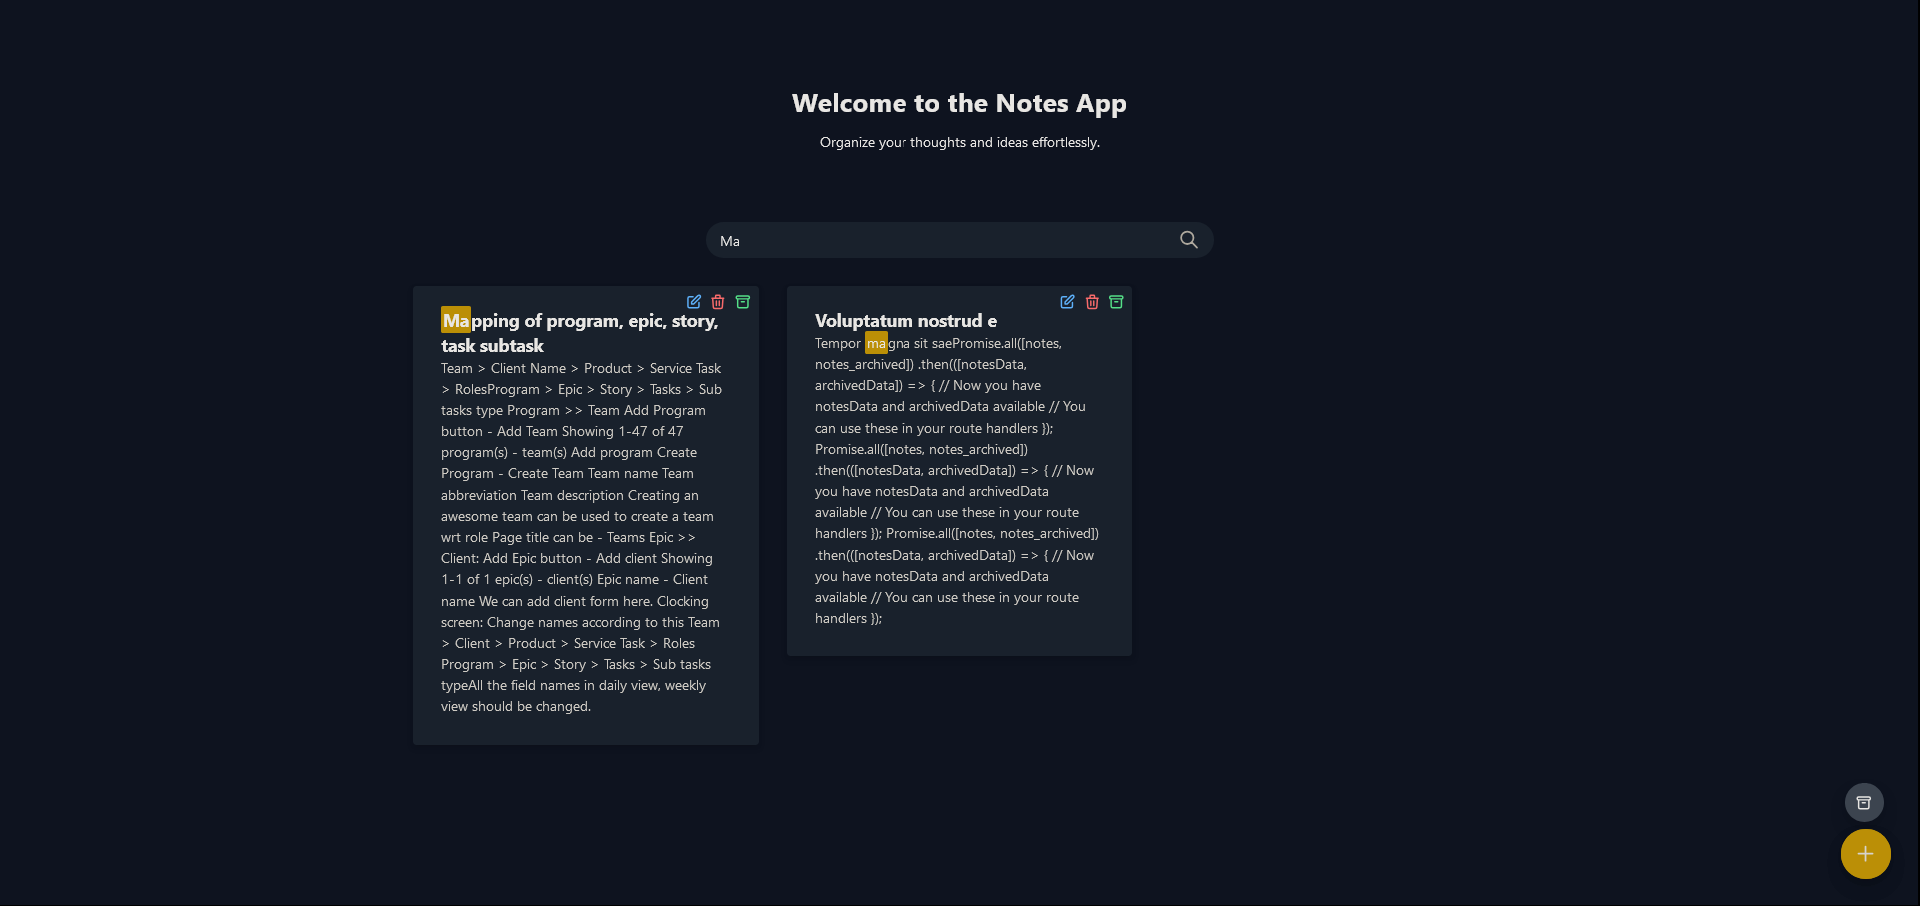 Welcome to the Notes App
Organize your thoughts and ideas effortlessly.
Ma
Mapping of program, epic, story,
task subtask
Team > Client Name > Product > Service Task
> RolesProgram > Epic > Story > Tasks > Sub
tasks type Program >> Team Add Program
button - Add Team Showing 1-47 of 47
program(s) - team(s) Add program Create
Program - Create Team Team name Team
abbreviation Team description Creating an
awesome team can be used to create a team
wrt role Page title can be - Teams Epic >>
Client: Add Epic button - Add client Showing
1-1 of 1 epic(s) - client(s) Epic name - Client
name We can add client form here. Clocking
screen: Change names according to this Team
> Client > Product > Service Task > Roles
Program > Epic > Story > Tasks > Sub tasks
typeAll the field names in daily view, weekly
view should be changed.
Voluptatum nostrud e
Tempor magna sit saePromise.all([notes,
notes_archived]) .then(([notesData,
archivedData]) => { // Now you have
notesData and archivedData available // You
can use these in your route handlers });
Promise.all([notes, notes_archived])
.then(([notesData, archivedData]) => { // Now
you have notesData and archivedData
available // You can use these in your route
handlers }); Promise.all([notes, notes_archived])
.then(([notesData, archivedData]) => { // Now
you have notesData and archivedData
available // You can use these in your route
handlers });